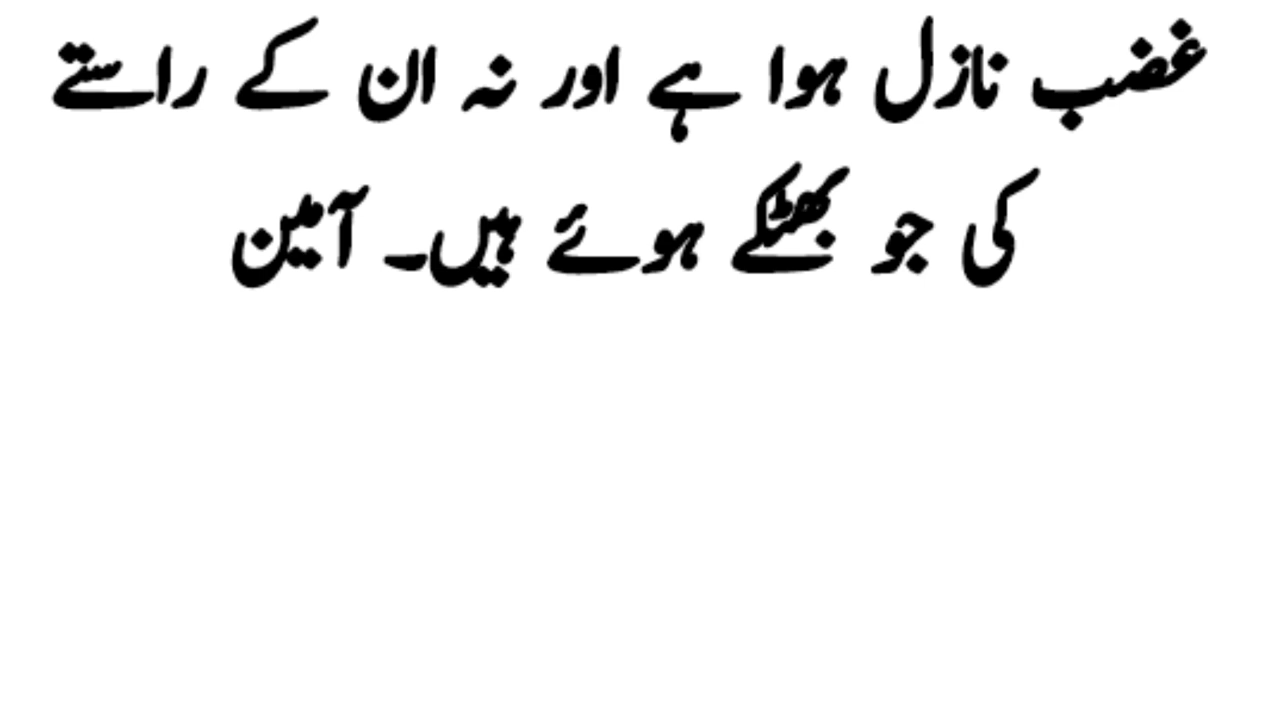 غضب نازل ہوا ہے اور نہ ان کے راستے
کی جو بھٹکے ہوئے ہیں۔ آمین